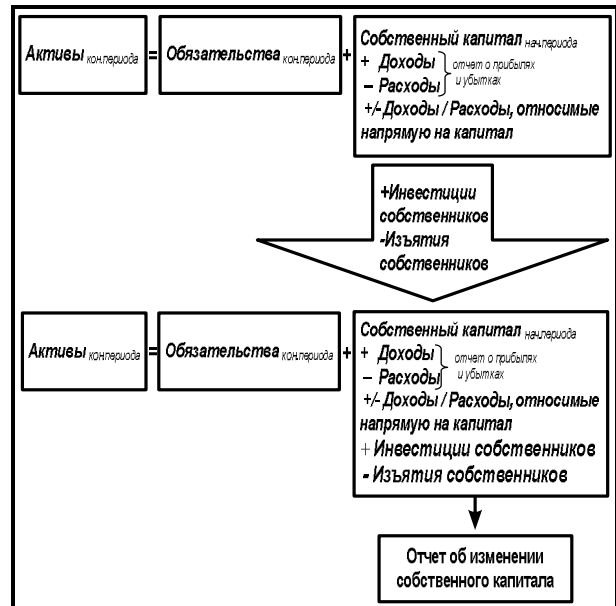 Активы кон.периода = Обязательства кон.периода + Собственный капитал нач.периода
+ Доходы
– Расходы
отчет о прибылях
и убытках
+/- Доходы / Расходы, относимые
напрямую на капитал
+Инвестиции
собственников
-Изъятия
собственников
Активы кон.периода = Обязательства кон.периода + Собственный капитал нач.периода
+ Доходы
– Расходы
отчет о прибылях
и убытках
+/- Доходы / Расходы, относимые
напрямую на капитал
+ Инвестиции собственников
- Изъятия собственников
Отчет об изменении
собственного капитала